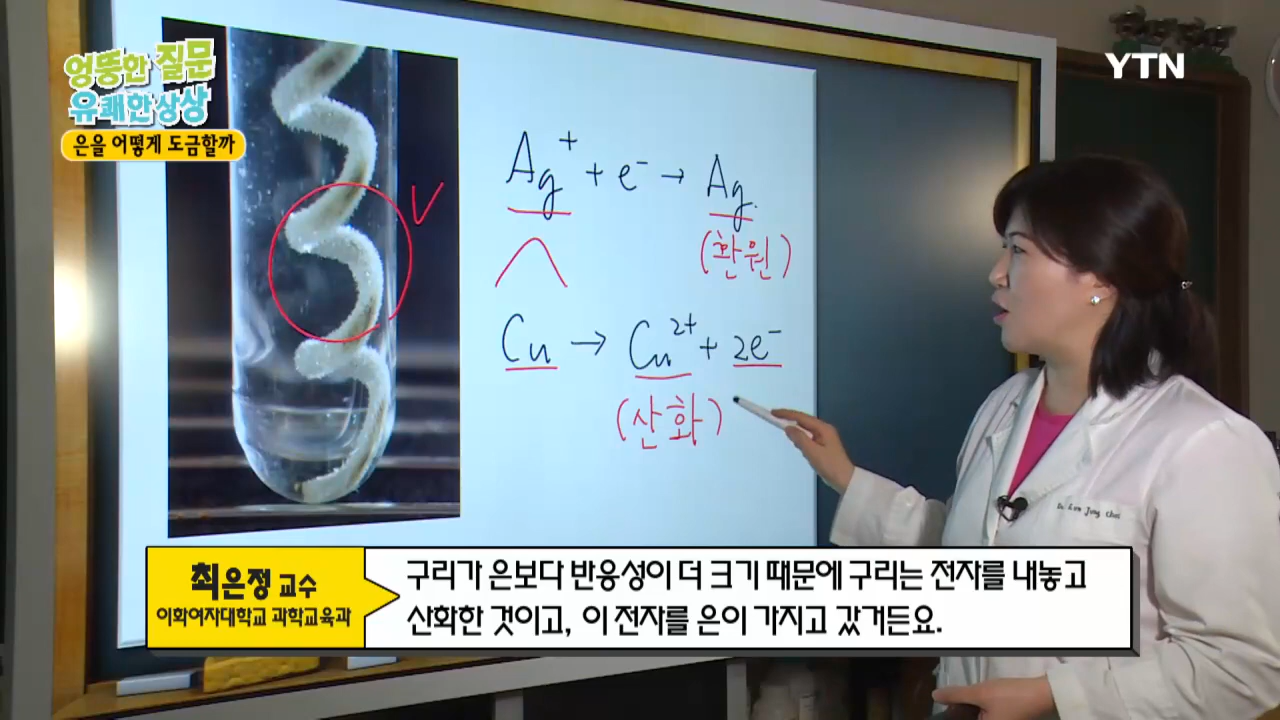 엉뚱한 질문
유쾌한 상상
은을 어떻게 도금할까
YTN
Ag⁺ + e⁻ → Ag
(환원)
Cu → Cu²⁺ + 2e⁻
(산화)
최은정 교수
이화여자대학교 과학교육과
구리가 은보다 반응성이 더 크기 때문에 구리는 전자를 내놓고
산화한 것이고, 이 전자를 은이 가지고 갔거든요.